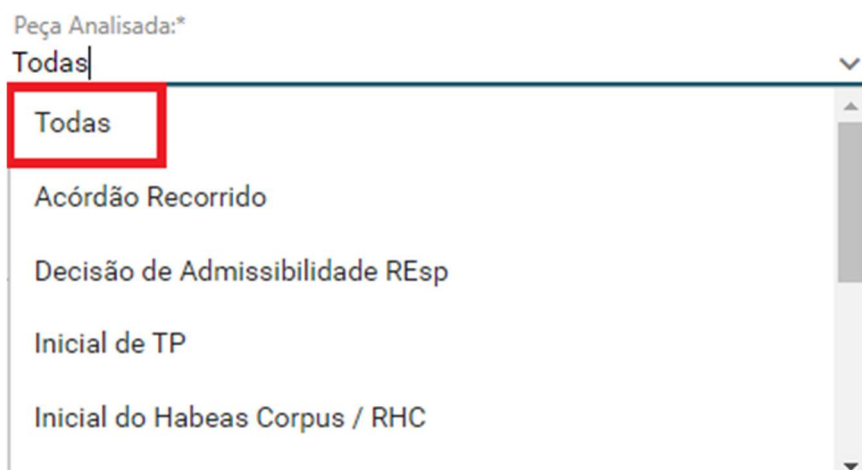 Peça Analisada:*
Todas
Todas
Acórdão Recorrido
Decisão de Admissibilidade REsp
Inicial de TP
Inicial do Habeas Corpus / RHC